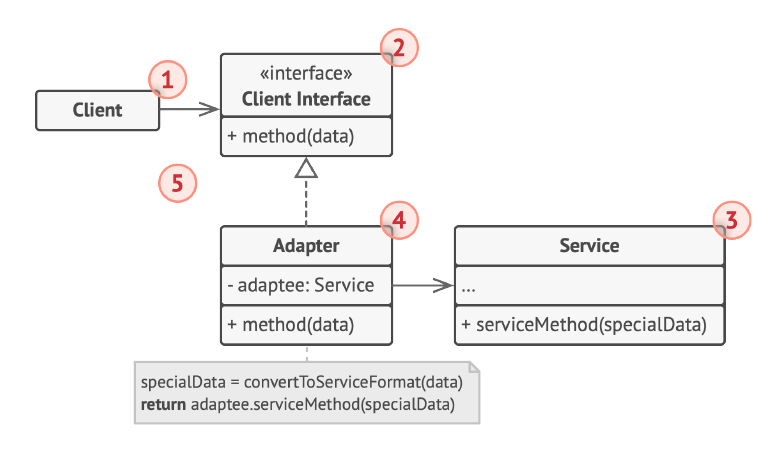 1
2
«interface»
Client Interface
Client
+ method(data)
5
4
3
Adapter
- adaptee: Service
+ method(data)
Service
...
+ serviceMethod(specialData)
specialData = convertToServiceFormat(data)
return adaptee.serviceMethod(specialData)